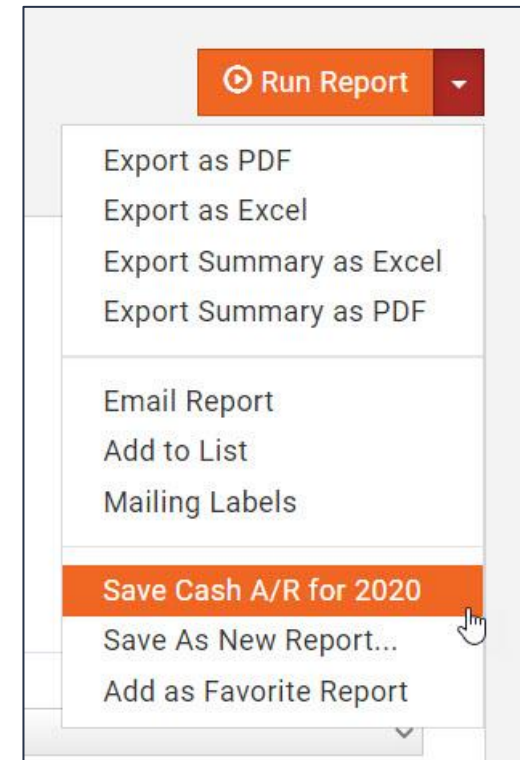 Run Report
Export as PDF
Export as Excel
Export Summary as Excel
Export Summary as PDF
Email Report
Add to List
Mailing Labels
Save Cash A/R for 2020
Save As New Report...
Add as Favorite Report